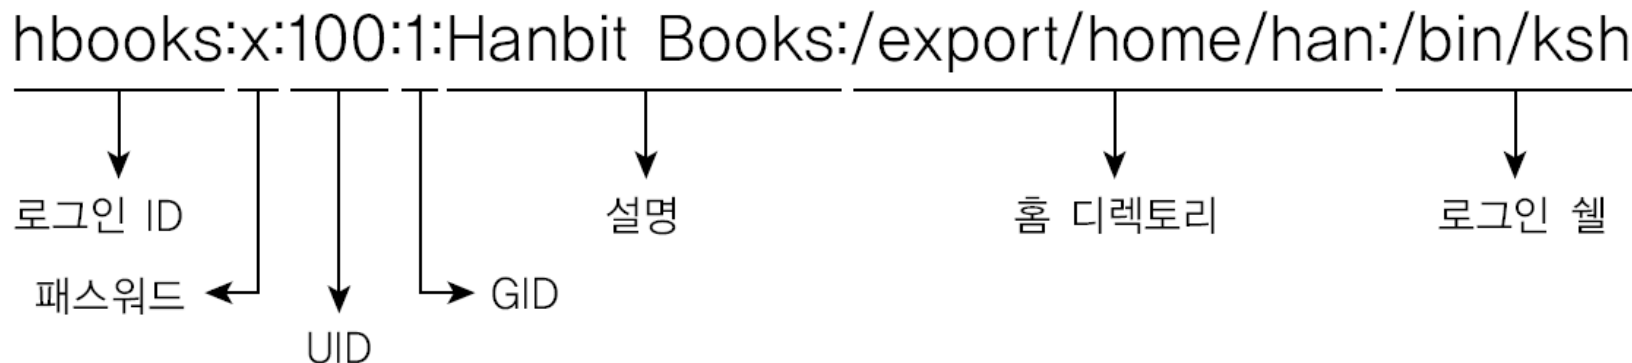 hbooks:x:100:1:Hanbit Books:/export/home/han:/bin/ksh
로그인 ID 설명 홈 디렉토리 로그인 쉘
패스워드 GID
UID